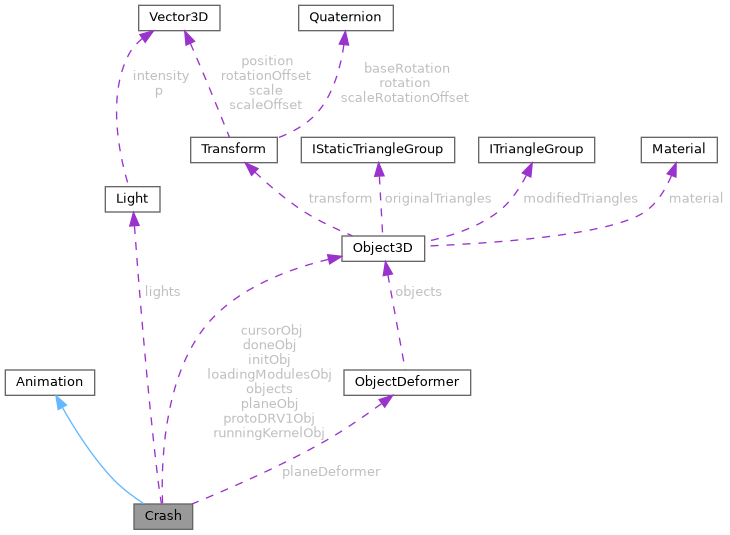 Vector3D
Quaternion
intensity
p
position
rotationOffset
scale
scaleOffset
baseRotation
rotation
scaleRotationOffset
Transform
IStaticTriangleGroup
ITriangleGroup
Material
Light
transform
originalTriangles
modifiedTriangles
material
Object3D
lights
objects
cursorObj
doneObj
initObj
loadingModulesObj
objects
planeObj
protoDRV1Obj
runningKernelObj
Animation
ObjectDeformer
planeDeformer
Crash